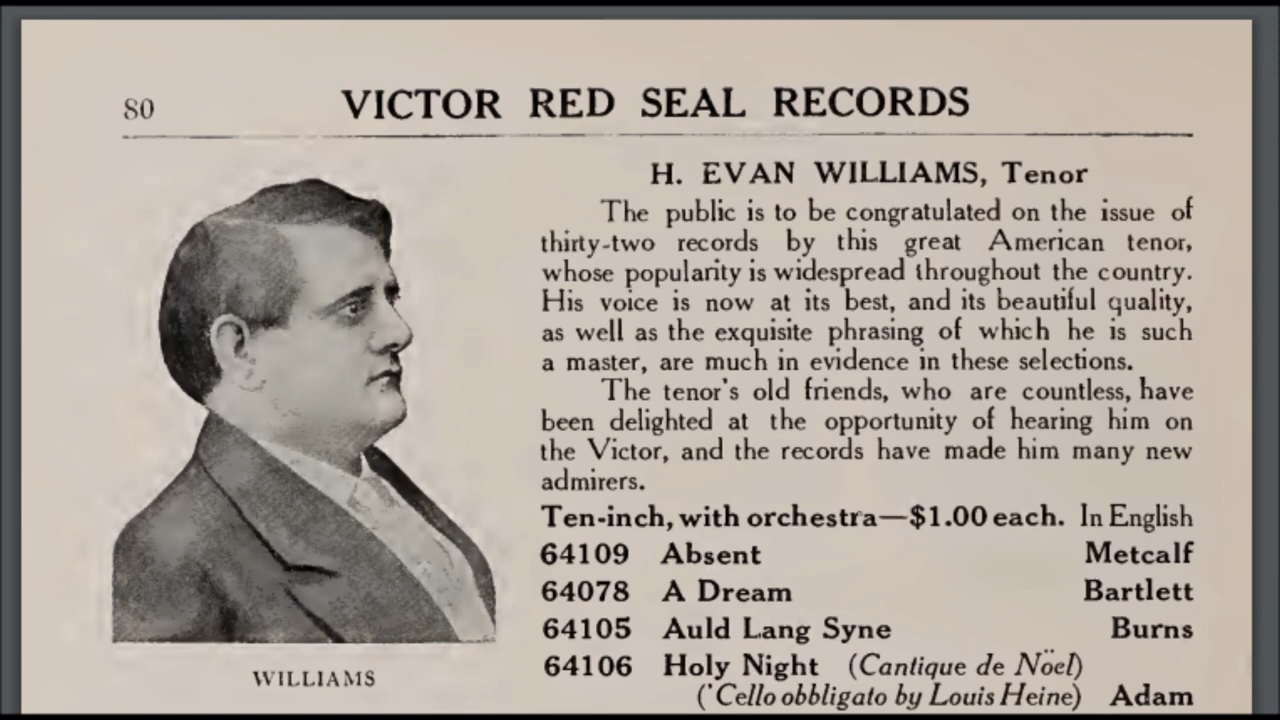 80
VICTOR RED SEAL RECORDS
H. EVAN WILLIAMS, Tenor
The public is to be congratulated on the issue of
thirty-two records by this great American tenor,
whose popularity is widespread throughout the country.
His voice is now at its best, and its beautiful quality,
as well as the exquisite phrasing of which he is such
a master, are much in evidence in these selections.
The tenor's old friends, who are countless, have
been delighted at the opportunity of hearing him on
the Victor, and the records have made him many new
admirers.
Ten-inch, with orchestra—$1.00 each. In English
64109 Absent Metcalf
64078 A Dream Bartlett
64105 Auld Lang Syne Burns
64106 Holy Night (Cantique de Nöel)
('Cello obbligato by Louis Heine) Adam
WILLIAMS